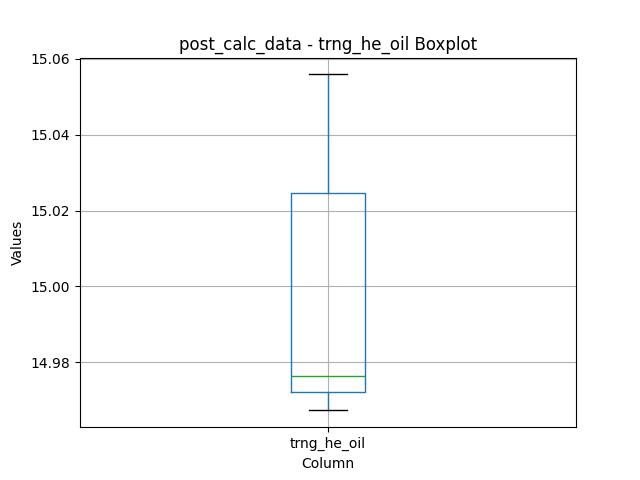 post_calc_data - trng_he_oil Boxplot
15.06
15.04
15.02
15.00
14.98
Values
trng_he_oil
Column